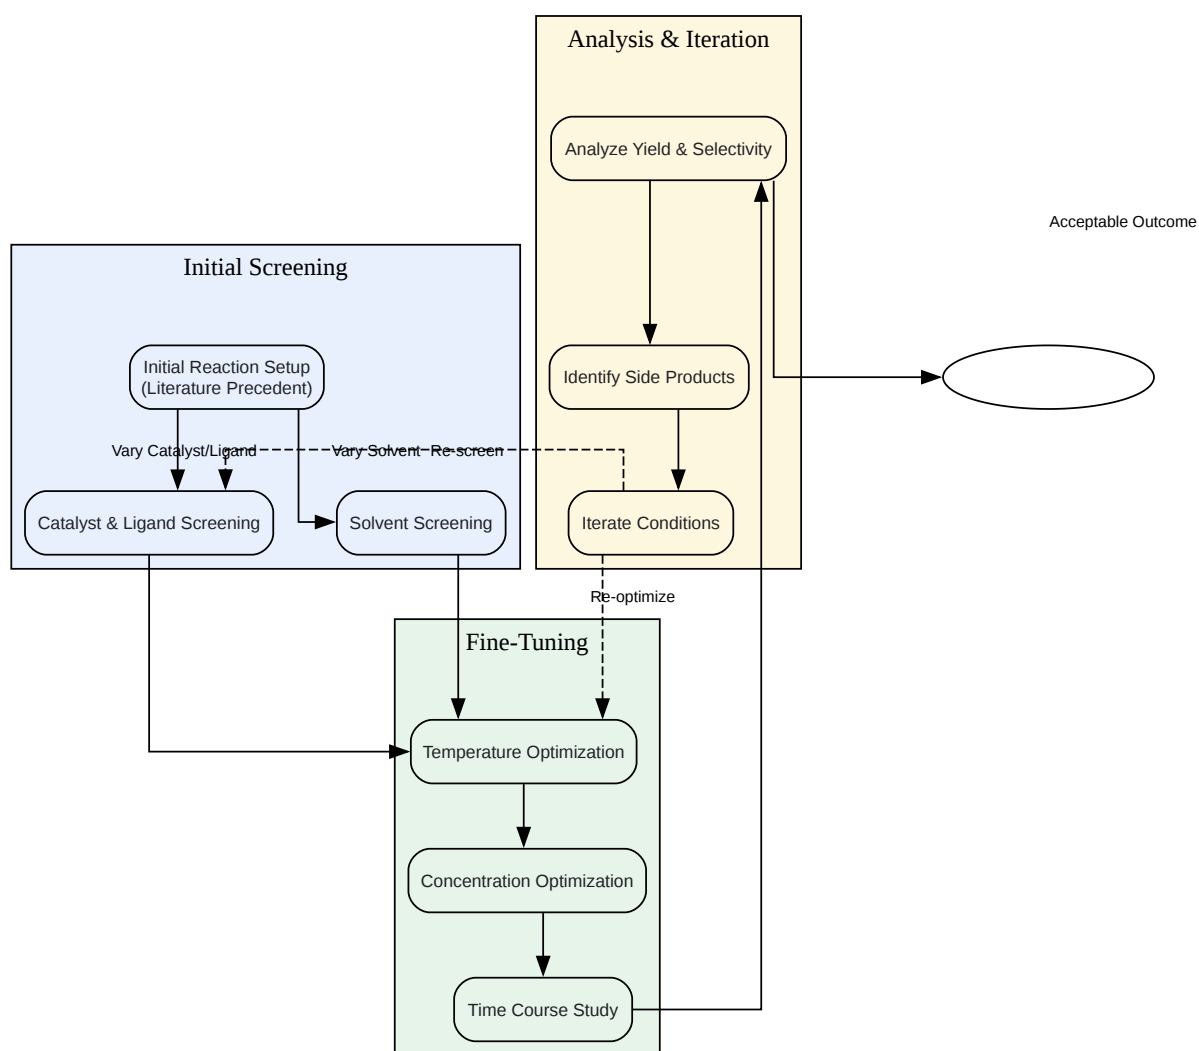 Analysis & Iteration
Analyze Yield & Selectivity
Acceptable Outcome
Initial Screening
Initial Reaction Setup
(Literature Precedent)
Identify Side Products
Vary Catalyst/Ligand
Vary Solvent
Re-screen
Catalyst & Ligand Screening
Solvent Screening
Iterate Conditions
Re-optimize
Fine-Tuning
Temperature Optimization
Concentration Optimization
Time Course Study